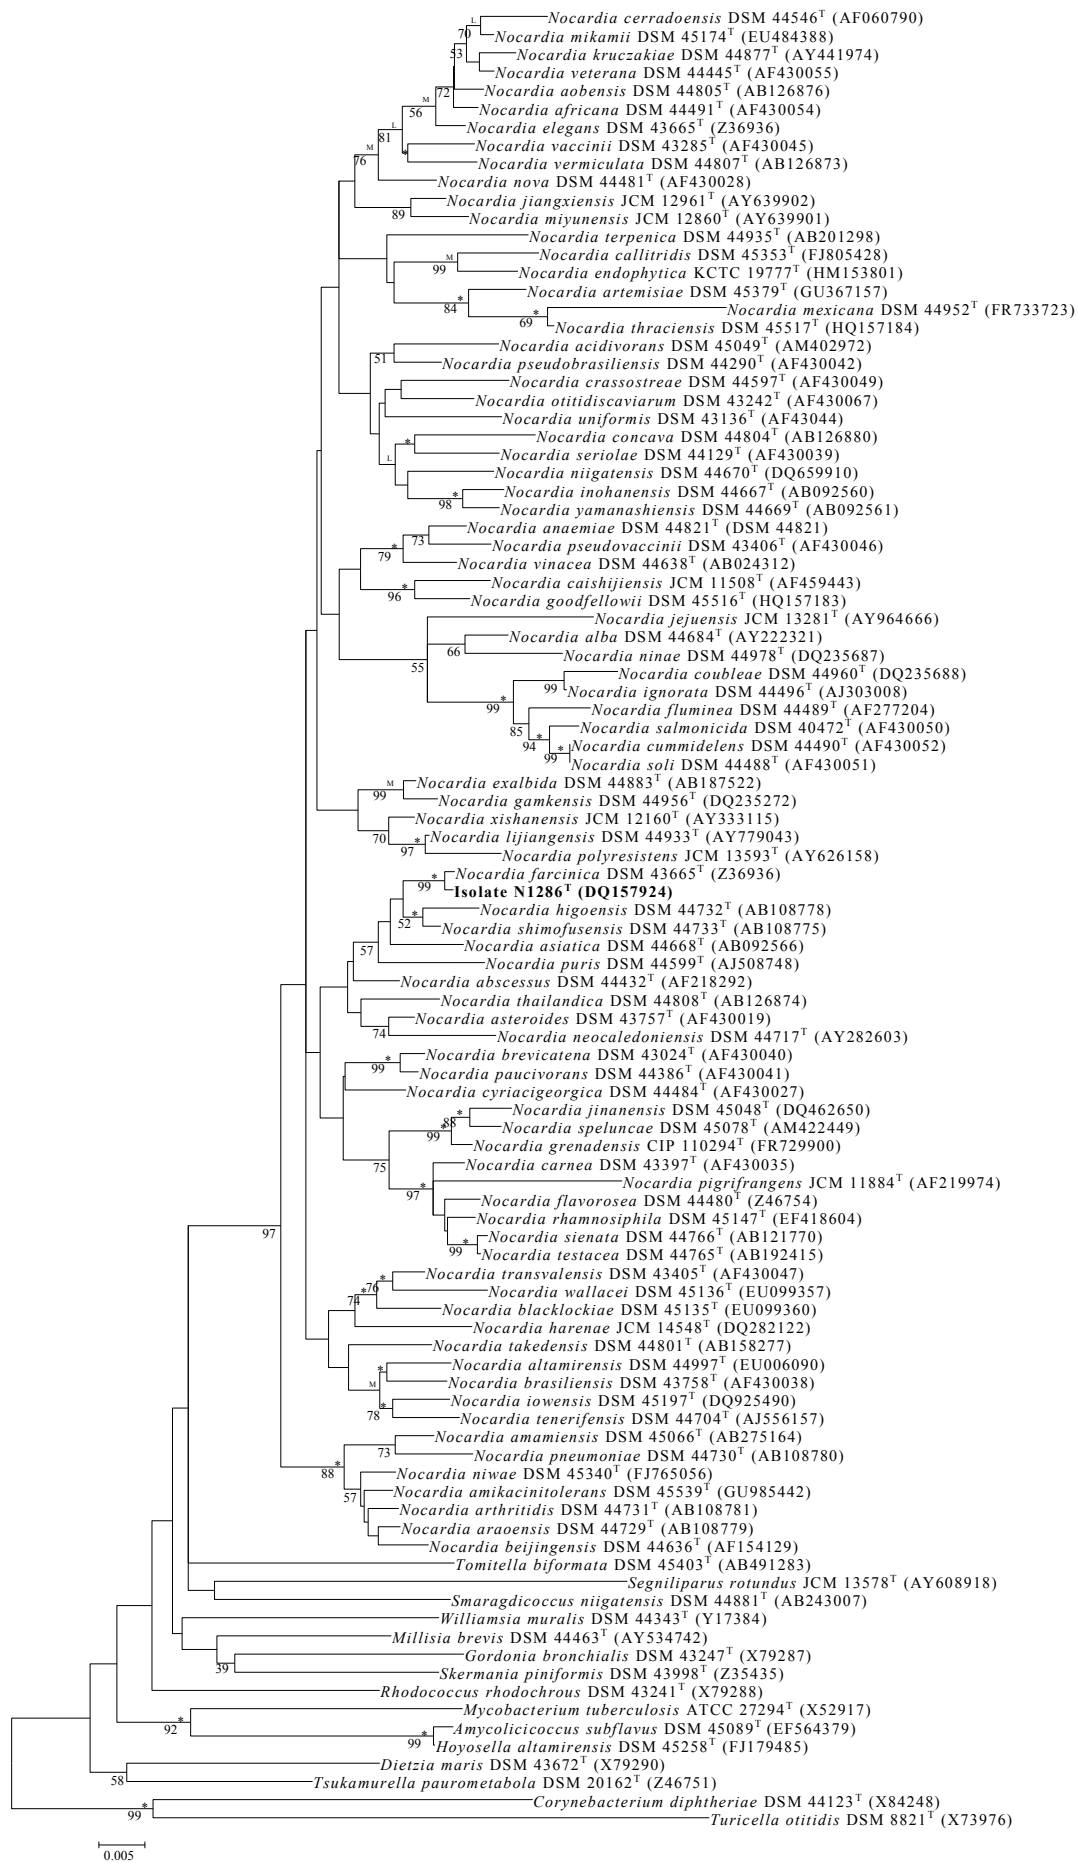 Nocardia cerradoensis DSM 44546T (AF060790)
L
70
Nocardia mikamii DSM 45174T (EU484388)
53
Nocardia kruczakiae DSM 44877T (AY441974)
Nocardia veterana DSM 44445T (AF430055)
72
Nocardia aobensis DSM 44805T (AB126876)
M
56
Nocardia africana DSM 44491T (AF430054)
L
81
Nocardia elegans DSM 43665T (Z36936)
M
76
*
Nocardia vaccinii DSM 43285T (AF430045)
Nocardia vermiculata DSM 44807T (AB126873)
Nocardia nova DSM 44481T (AF430028)
Nocardia jiangxiensis JCM 12961T (AY639902)
89
Nocardia miyunensis JCM 12860T (AY639901)
Nocardia terpenica DSM 44935T (AB201298)
M
99
Nocardia callitridis DSM 45353T (FJ805428)
Nocardia endophytica KCTC 19777T (HM153801)
*
84
Nocardia artemisiae DSM 45379T (GU367157)
*
69
Nocardia mexicana DSM 44952T (FR733723)
Nocardia thraciensis DSM 45517T (HQ157184)
51
Nocardia acidivorans DSM 45049T (AM402972)
Nocardia pseudobrasiliensis DSM 44290T (AF430042)
Nocardia crassostreae DSM 44597T (AF430049)
Nocardia otitidiscaviarum DSM 43242T (AF430067)
Nocardia uniformis DSM 43136T (AF43044)
*
Nocardia concava DSM 44804T (AB126880)
L
Nocardia seriolae DSM 44129T (AF430039)
Nocardia niigatensis DSM 44670T (DQ659910)
*
98
Nocardia inohanensis DSM 44667T (AB092560)
Nocardia yamanashiensis DSM 44669T (AB092561)
73
Nocardia anaemiae DSM 44821T (DSM 44821)
*
79
Nocardia pseudovaccinii DSM 43406T (AF430046)
Nocardia vinacea DSM 44638T (AB024312)
*
96
Nocardia caishijiensis JCM 11508T (AF459443)
Nocardia goodfellowii DSM 45516T (HQ157183)
Nocardia jejuensis JCM 13281T (AY964666)
66
Nocardia alba DSM 44684T (AY222321)
55
Nocardia ninae DSM 44978T (DQ235687)
99
Nocardia coubleae DSM 44960T (DQ235688)
*
99
Nocardia ignorata DSM 44496T (AJ303008)
85
Nocardia fluminea DSM 44489T (AF277204)
*
94
Nocardia salmonicida DSM 40472T (AF430050)
*
99
Nocardia cummidelens DSM 44490T (AF430052)
Nocardia soli DSM 44488T (AF430051)
M
99
Nocardia exalbida DSM 44883T (AB187522)
Nocardia gamkensis DSM 44956T (DQ235272)
70
Nocardia xishanensis JCM 12160T (AY333115)
*
97
Nocardia lijiangensis DSM 44933T (AY779043)
Nocardia polyresistens JCM 13593T (AY626158)
*
99
Nocardia farcinica DSM 43665T (Z36936)
Isolate N1286T (DQ157924)
*
52
Nocardia higoensis DSM 44732T (AB108778)
Nocardia shimofusensis DSM 44733T (AB108775)
57
Nocardia asiatica DSM 44668T (AB092566)
Nocardia puris DSM 44599T (AJ508748)
Nocardia abscessus DSM 44432T (AF218292)
Nocardia thailandica DSM 44808T (AB126874)
74
Nocardia asteroides DSM 43757T (AF430019)
Nocardia neocaledoniensis DSM 44717T (AY282603)
*
99
Nocardia brevicatena DSM 43024T (AF430040)
Nocardia paucivorans DSM 44386T (AF430041)
Nocardia cyriacigeorgica DSM 44484T (AF430027)
*
88
Nocardia jinanensis DSM 45048T (DQ462650)
*
99
Nocardia speluncae DSM 45078T (AM422449)
Nocardia grenadensis CIP 110294T (FR729900)
75
Nocardia carnea DSM 43397T (AF430035)
*
97
Nocardia pigrifrangens JCM 11884T (AF219974)
Nocardia flavorosea DSM 44480T (Z46754)
Nocardia rhamnosiphila DSM 45147T (EF418604)
97
*
99
Nocardia sienata DSM 44766T (AB121770)
Nocardia testacea DSM 44765T (AB192415)
*
76
Nocardia transvalensis DSM 43405T (AF430047)
*
74
Nocardia wallacei DSM 45136T (EU099357)
Nocardia blacklockiae DSM 45135T (EU099360)
Nocardia harenae JCM 14548T (DQ282122)
Nocardia takedensis DSM 44801T (AB158277)
*
Nocardia altamirensis DSM 44997T (EU006090)
M
Nocardia brasiliensis DSM 43758T (AF430038)
*
78
Nocardia iowensis DSM 45197T (DQ925490)
Nocardia tenerifensis DSM 44704T (AJ556157)
73
Nocardia amamiensis DSM 45066T (AB275164)
*
88
Nocardia pneumoniae DSM 44730T (AB108780)
57
Nocardia niwae DSM 45340T (FJ765056)
Nocardia amikacinitolerans DSM 45539T (GU985442)
Nocardia arthritidis DSM 44731T (AB108781)
Nocardia araoensis DSM 44729T (AB108779)
Nocardia beijingensis DSM 44636T (AF154129)
Tomitella biformata DSM 45403T (AB491283)
Segniliparus rotundus JCM 13578T (AY608918)
Smaragdicoccus niigatensis DSM 44881T (AB243007)
Williamsia muralis DSM 44343T (Y17384)
Millisia brevis DSM 44463T (AY534742)
39
Gordonia bronchialis DSM 43247T (X79287)
Skermania piniformis DSM 43998T (Z35435)
Rhodococcus rhodochrous DSM 43241T (X79288)
*
92
Mycobacterium tuberculosis ATCC 27294T (X52917)
*
99
Amycolicicoccus subflavus DSM 45089T (EF564379)
Hoyosella altamirensis DSM 45258T (FJ179485)
58
Dietzia maris DSM 43672T (X79290)
Tsukamurella paurometabola DSM 20162T (Z46751)
*
99
Corynebacterium diphtheriae DSM 44123T (X84248)
Turicella otitidis DSM 8821T (X73976)
0.005